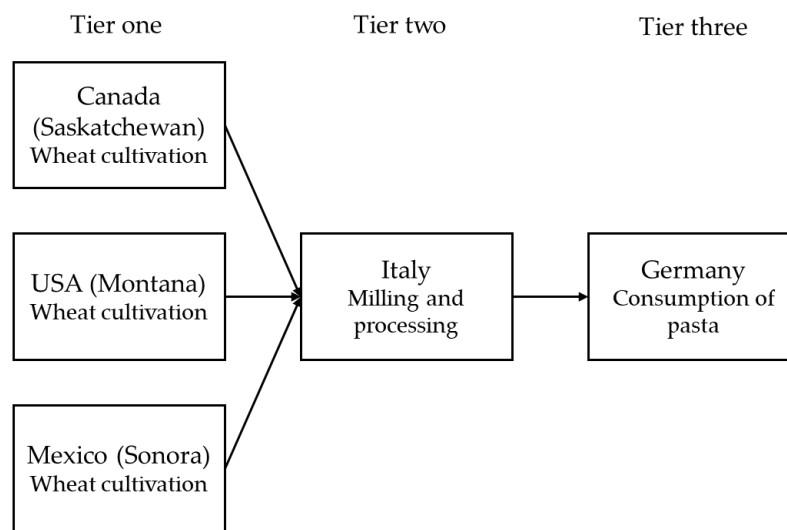 Tier one
Tier two
Tier three
Canada
(Saskatchewan)
Wheat cultivation
USA (Montana)
Wheat cultivation
Mexico (Sonora)
Wheat cultivation
Italy
Milling and
processing
Germany
Consumption of
pasta